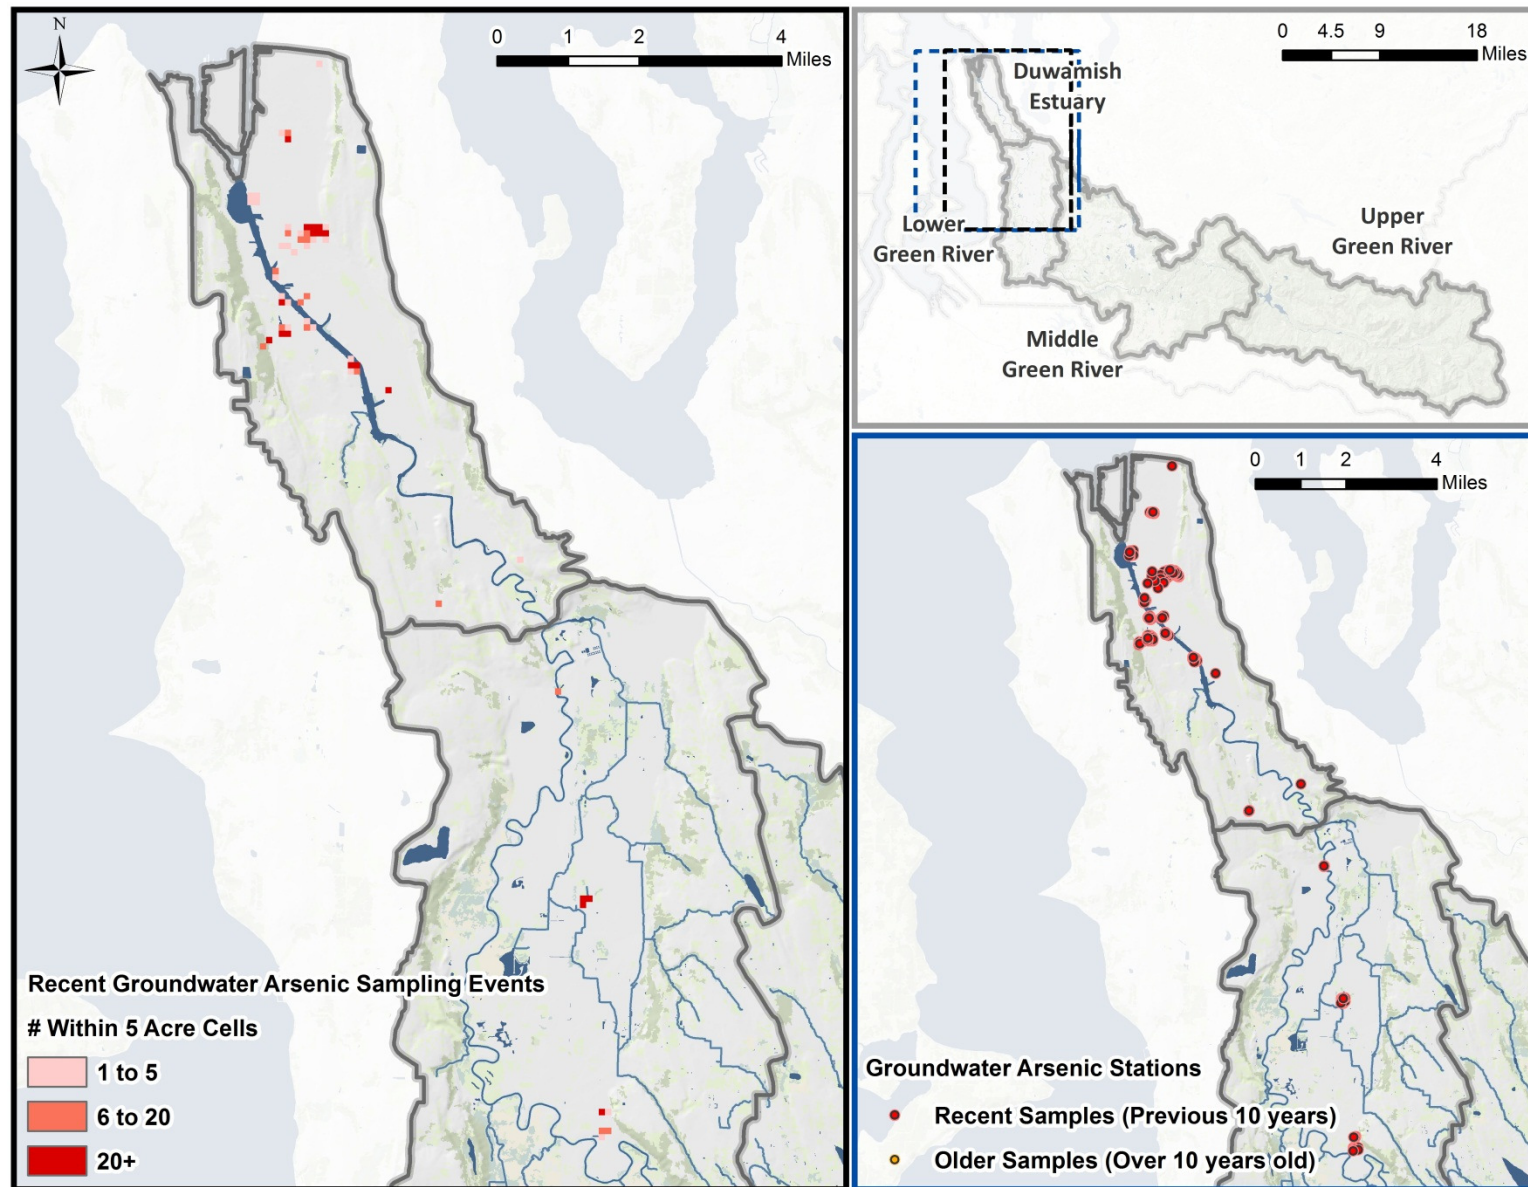 N
0 1 2 4
Miles
Recent Groundwater Arsenic Sampling Events
# Within 5 Acre Cells
1 to 5
6 to 20
20+
0 4.5 9 18
Miles
Duwamish
Estuary
Lower
Green River
Upper
Green River
Middle
Green River
0 1 2 4
Miles
Groundwater Arsenic Stations
Recent Samples (Previous 10 years)
Older Samples (Over 10 years old)